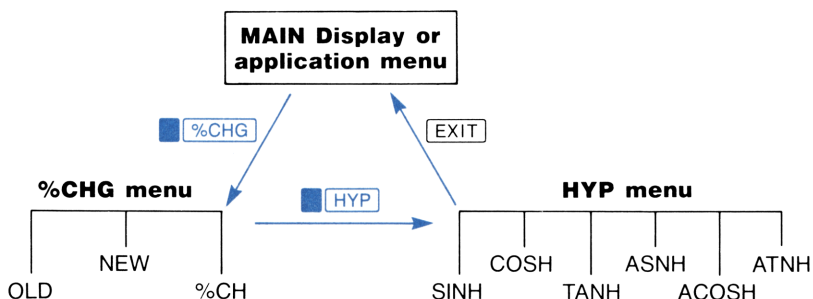 MAIN Display or
application menu
%CHG
EXIT
%CHG menu
HYP
HYP menu
OLD
NEW
%CH
SINH
COSH
TANH
ASNH
ACOSH
ATNH